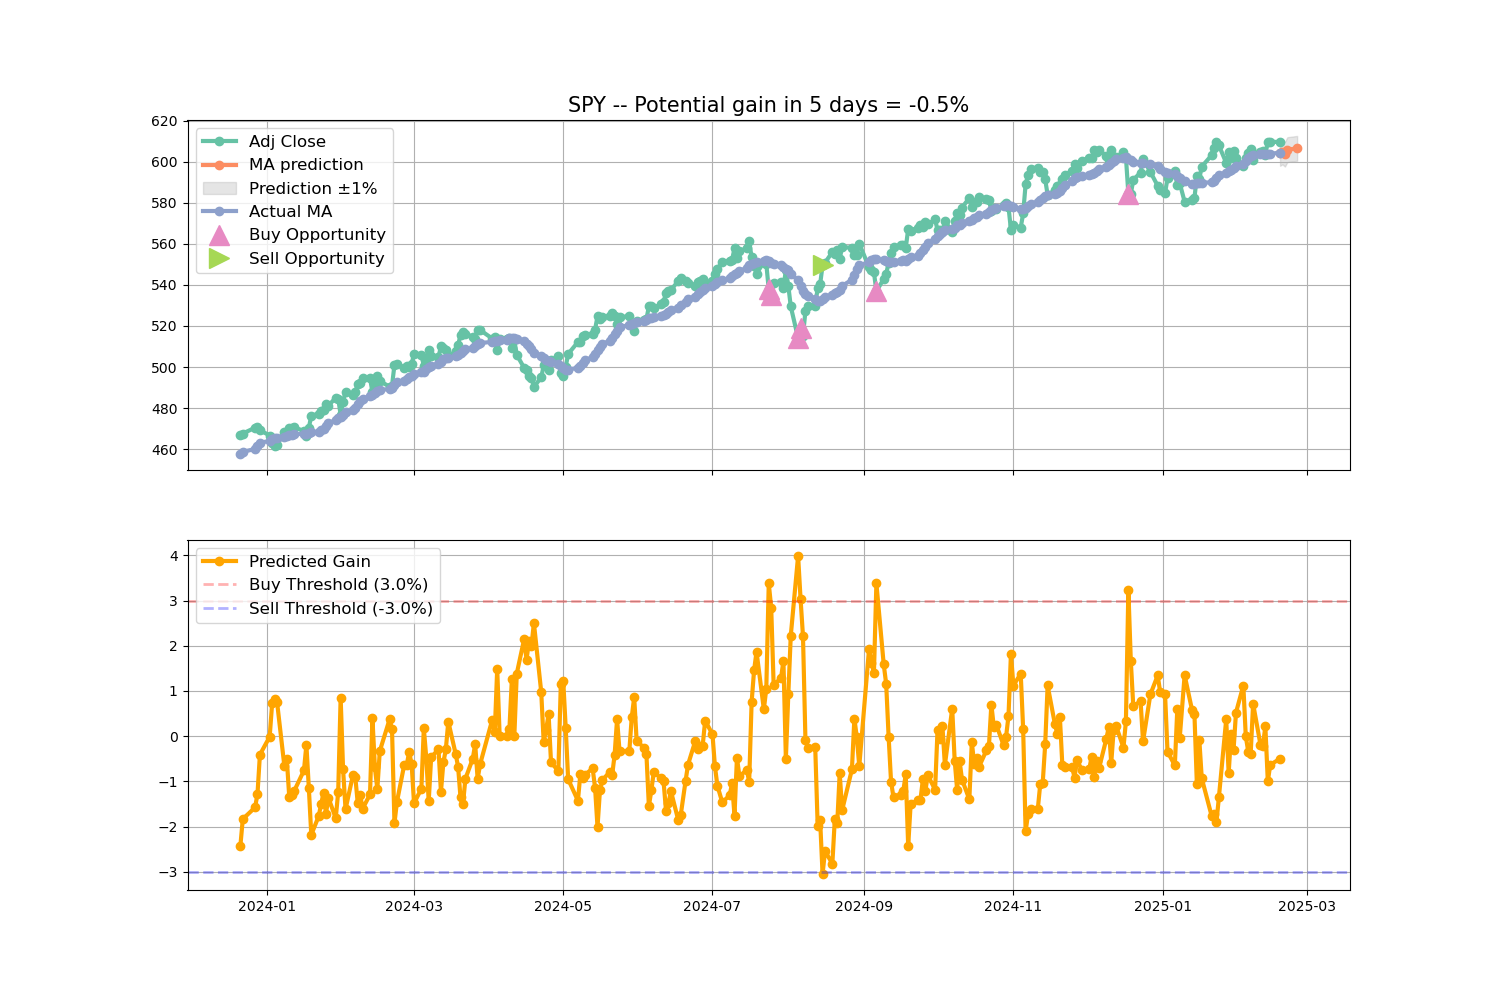 SPY -- Potential gain in 5 days = -0.5%
620
600
580
560
540
520
500
480
460
Adj Close
MA prediction
Prediction ±1%
Actual MA
Buy Opportunity
Sell Opportunity
4
3
2
1
0
−1
−2
−3
Predicted Gain
Buy Threshold (3.0%)
Sell Threshold (-3.0%)
2024-01
2024-03
2024-05
2024-07
2024-09
2024-11
2025-01
2025-03